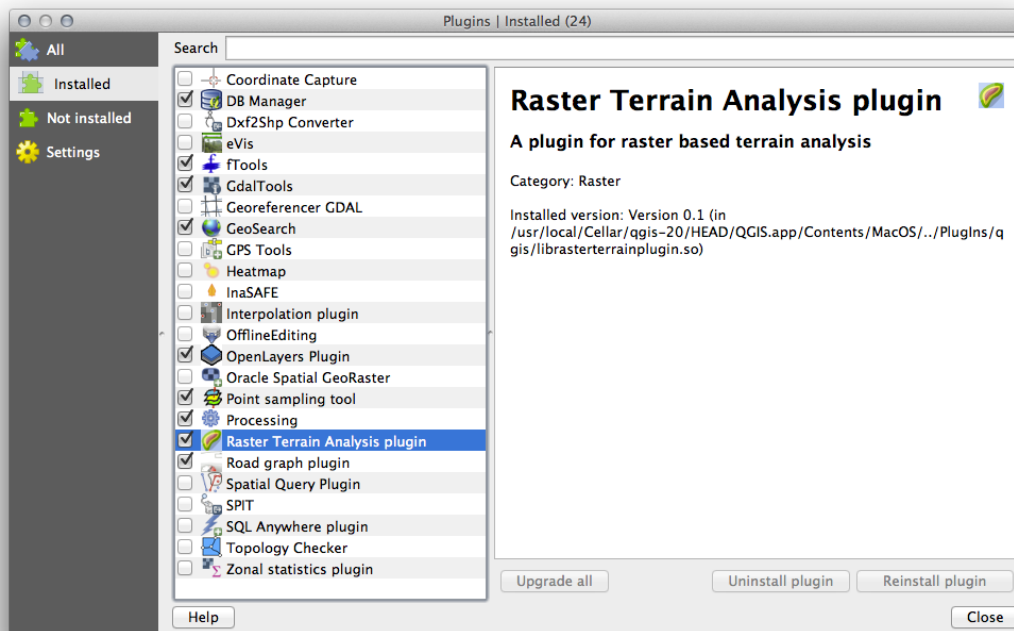 Plugins | Installed (24)
All
Installed
Not installed
Settings
Search
Coordinate Capture
DB Manager
Dxf2Shp Converter
eVis
fTools
GdalTools
Georeferencer GDAL
GeoSearch
GPS Tools
Heatmap
InaSAFE
Interpolation plugin
OfflineEditing
OpenLayers Plugin
Oracle Spatial GeoRaster
Point sampling tool
Processing
Raster Terrain Analysis plugin
Road graph plugin
Spatial Query Plugin
SPIT
SQL Anywhere plugin
Topology Checker
Zonal statistics plugin
Raster Terrain Analysis plugin
A plugin for raster based terrain analysis
Category: Raster
Installed version: Version 0.1 (in
/usr/local/Cellar/qgis-20/HEAD/QGIS.app/Contents/MacOS/../PlugIns/q
gis/librasterterrainplugin.so)
Upgrade all
Uninstall plugin
Reinstall plugin
Help
Close